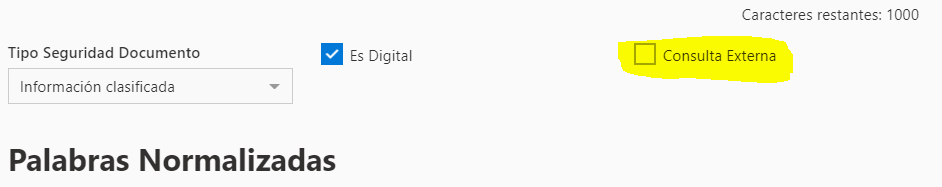 Caracteres restantes: 1000
Tipo Seguridad Documento
Es Digital
Consulta Externa
Información clasificada
Palabras Normalizadas